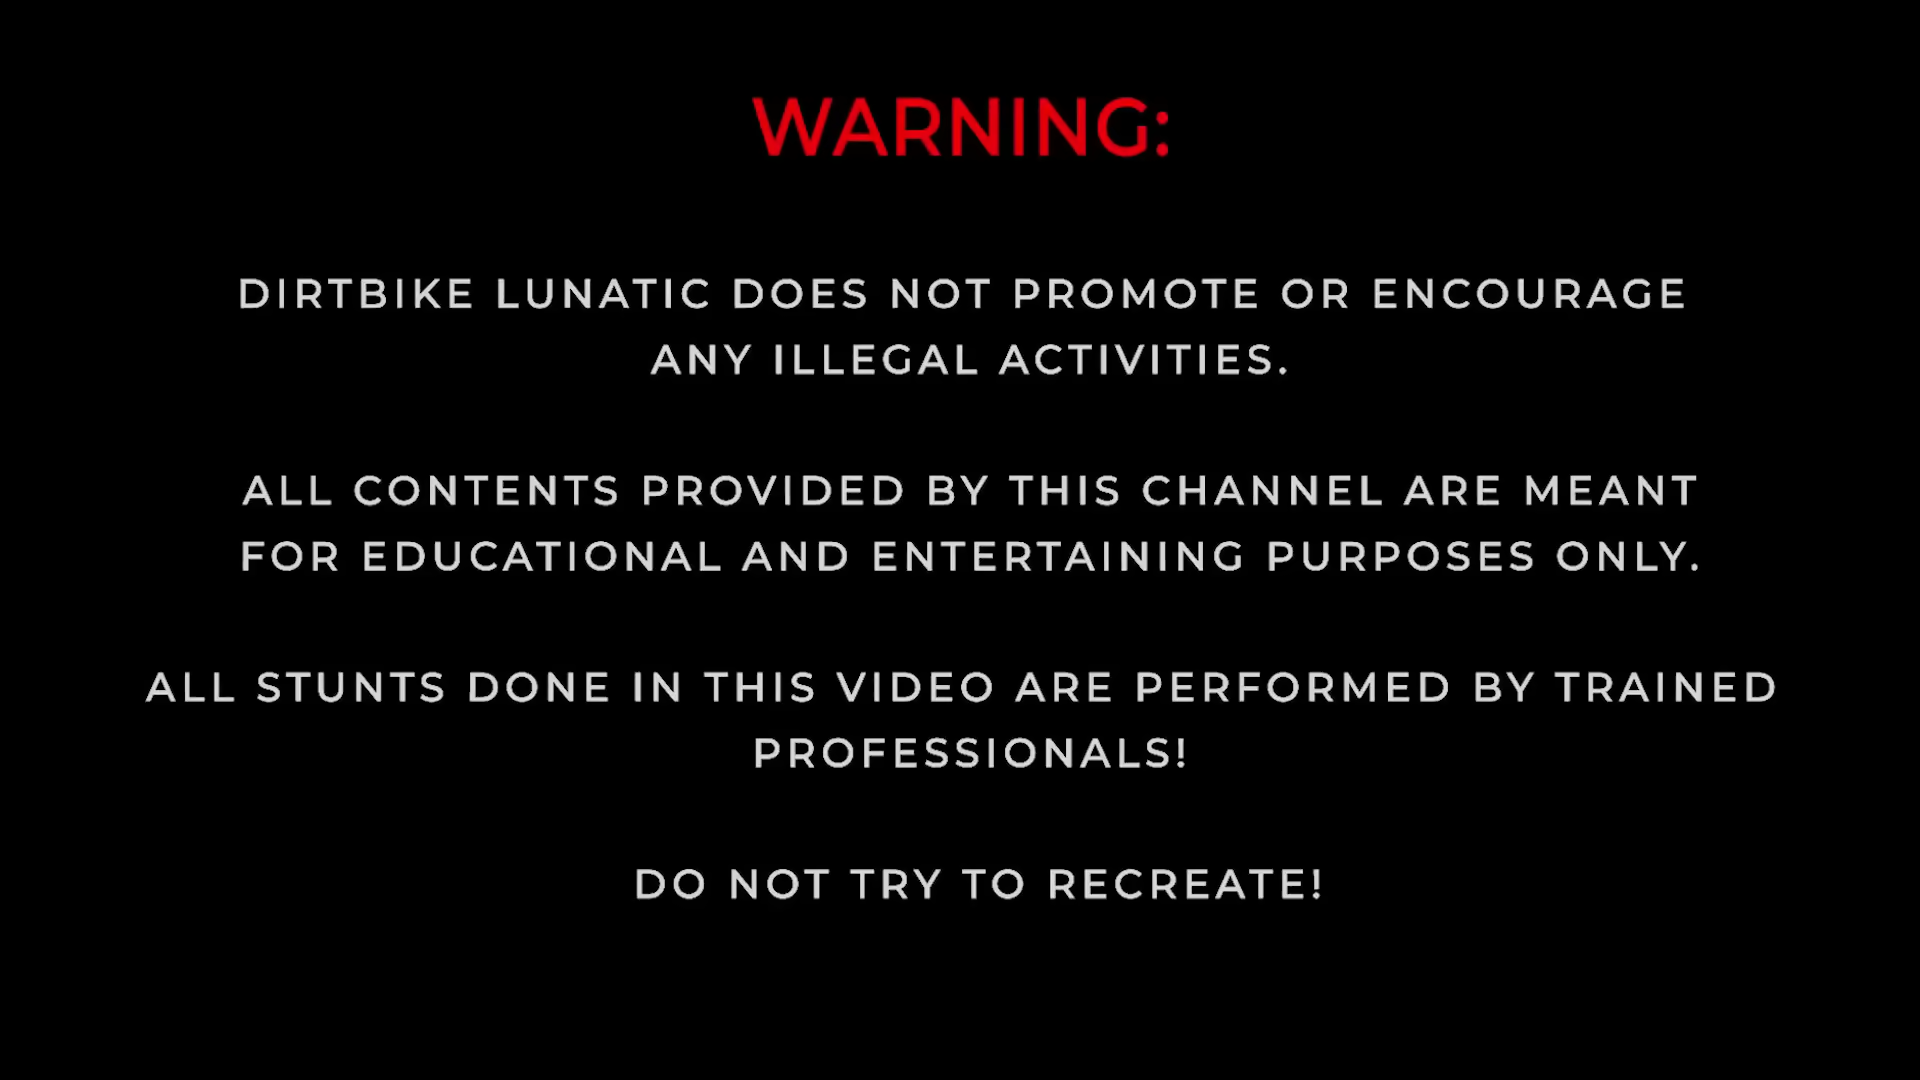 WARNING:
DIRTBIKE LUNATIC DOES NOT PROMOTE OR ENCOURAGE
ANY ILLEGAL ACTIVITIES.
ALL CONTENTS PROVIDED BY THIS CHANNEL ARE MEANT
FOR EDUCATIONAL AND ENTERTAINING PURPOSES ONLY.
ALL STUNTS DONE IN THIS VIDEO ARE PERFORMED BY TRAINED
PROFESSIONALS!
DO NOT TRY TO RECREATE!